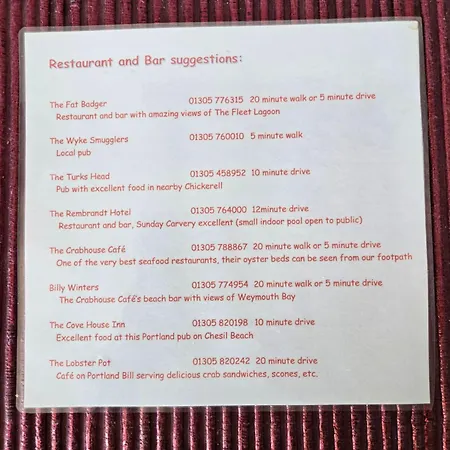 Restaurant and Bar suggestions:
The Fat Badger 01305 776315 20 minute walk or 5 minute drive
Restaurant and bar with amazing views of The Fleet Lagoon
The Wyke Smugglers 01305 760010 5 minute walk
Local pub
The Turks Head 01305 458952 10 minute drive
Pub with excellent food in nearby Chickerell
The Rembrandt Hotel 01305 764000 12minute drive
Restaurant and bar, Sunday Carvery excellent (small indoor pool open to public)
The Crabhouse Café 01305 788867 20 minute walk or 5 minute drive
One of the very best seafood restaurants, their oyster beds can be seen from our footpath
Billy Winters 01305 774954 20 minute walk or 5 minute drive
The Crabhouse Café's beach bar with views of Weymouth Bay
The Cove House Inn 01305 820198 10 minute drive
Excellent food at this Portland pub on Chesil Beach
The Lobster Pot 01305 820242 20 minute drive
Café on Portland Bill serving delicious crab sandwiches, scones, etc.